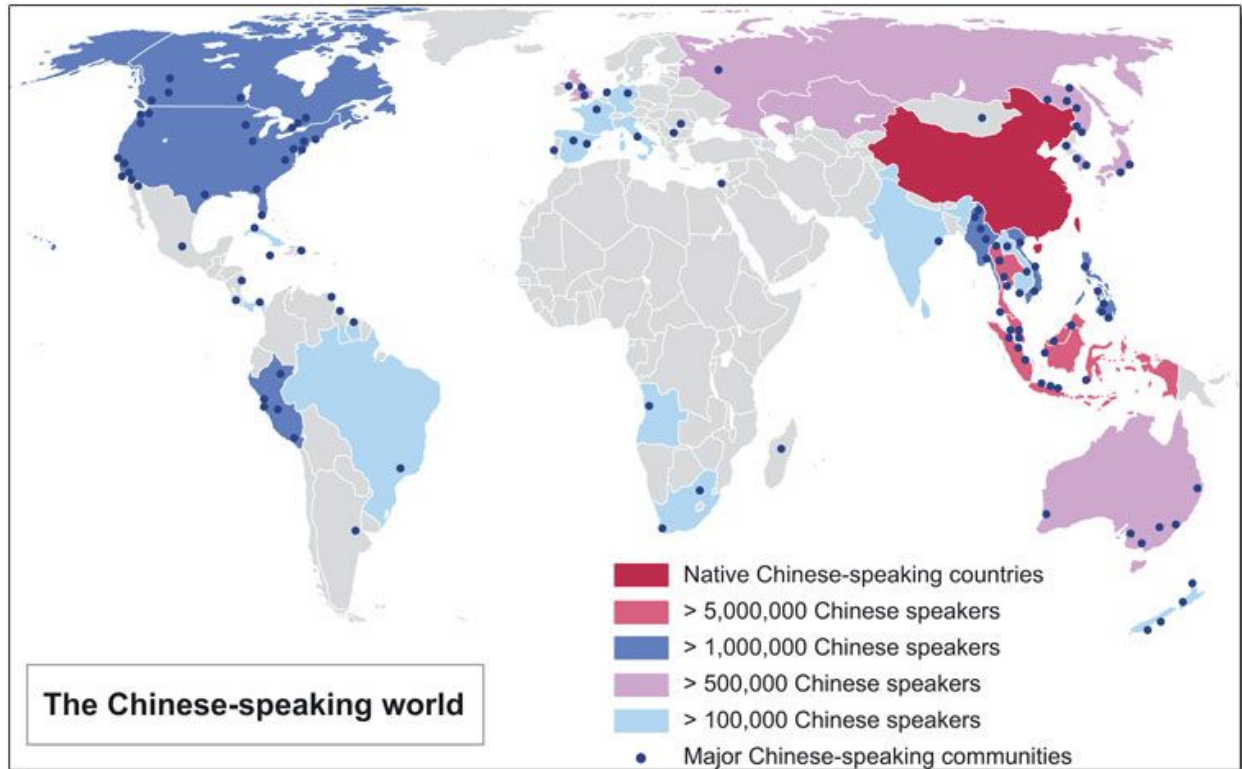 Native Chinese-speaking countries
> 5,000,000 Chinese speakers
> 1,000,000 Chinese speakers
> 500,000 Chinese speakers
> 100,000 Chinese speakers
Major Chinese-speaking communities
The Chinese-speaking world